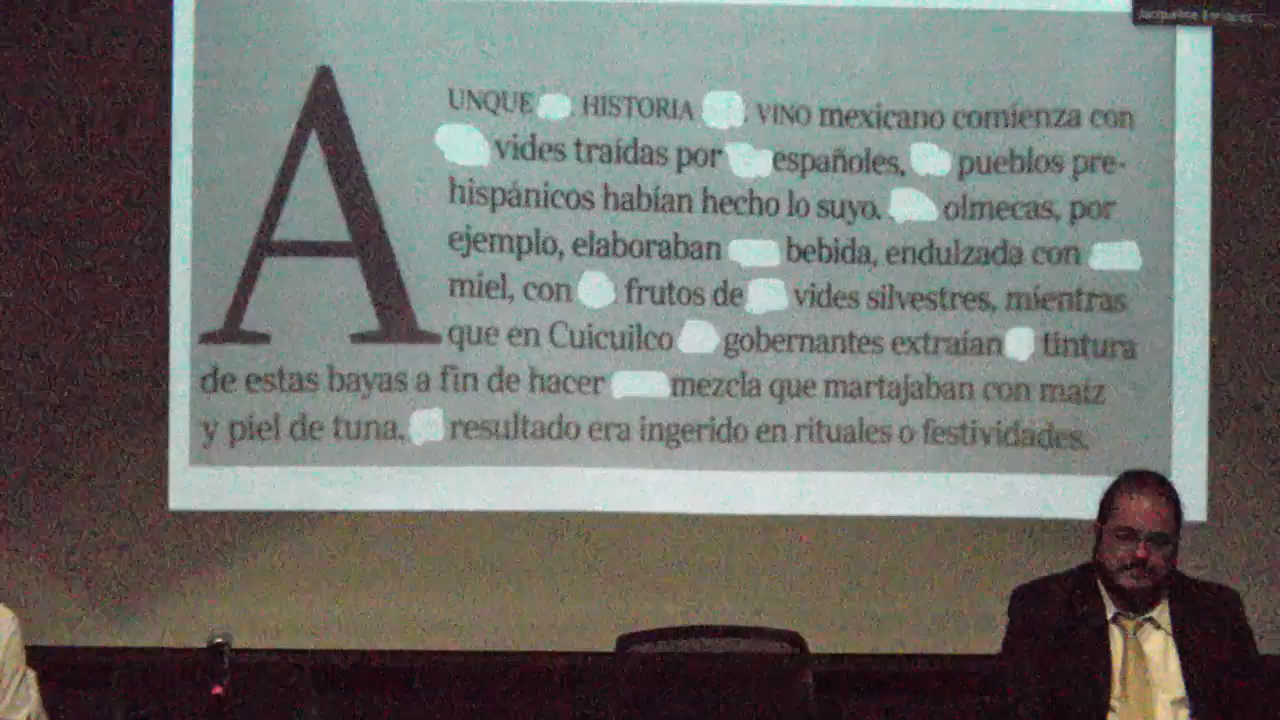 AUNQUE HISTORIA VINO mexicano comienza con
vides traídas por españoles, pueblos pre-
hispánicos habían hecho lo suyo. olmecas, por
ejemplo, elaboraban bebida, endulzada con
miel, con frutos de vides silvestres, mientras
que en Cuicuilco gobernantes extraían tintura
de estas bayas a fin de hacer mezcla que martajaban con maíz
y piel de tuna, resultado era ingerido en rituales o festividades.